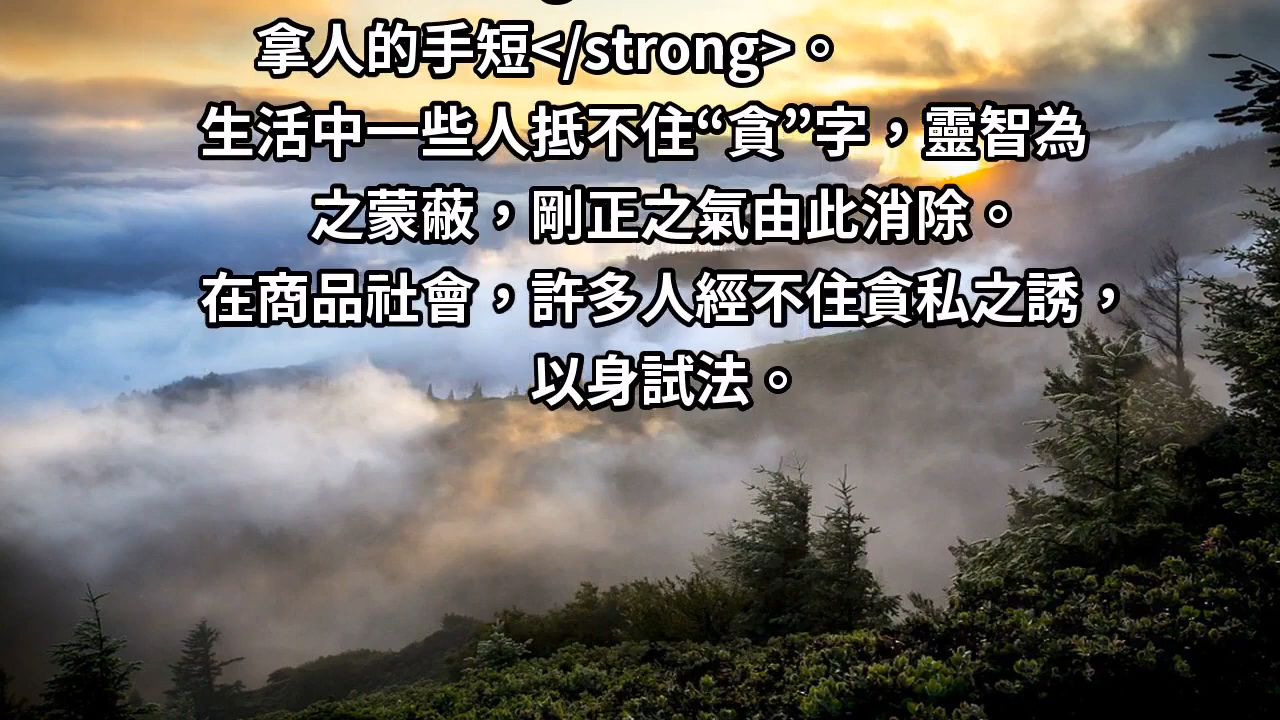 拿人的手短</strong>。
生活中一些人抵不住“貪”字，靈智為
之蒙蔽，剛正之氣由此消除。
在商品社會，許多人經不住貪私之誘，
以身試法。